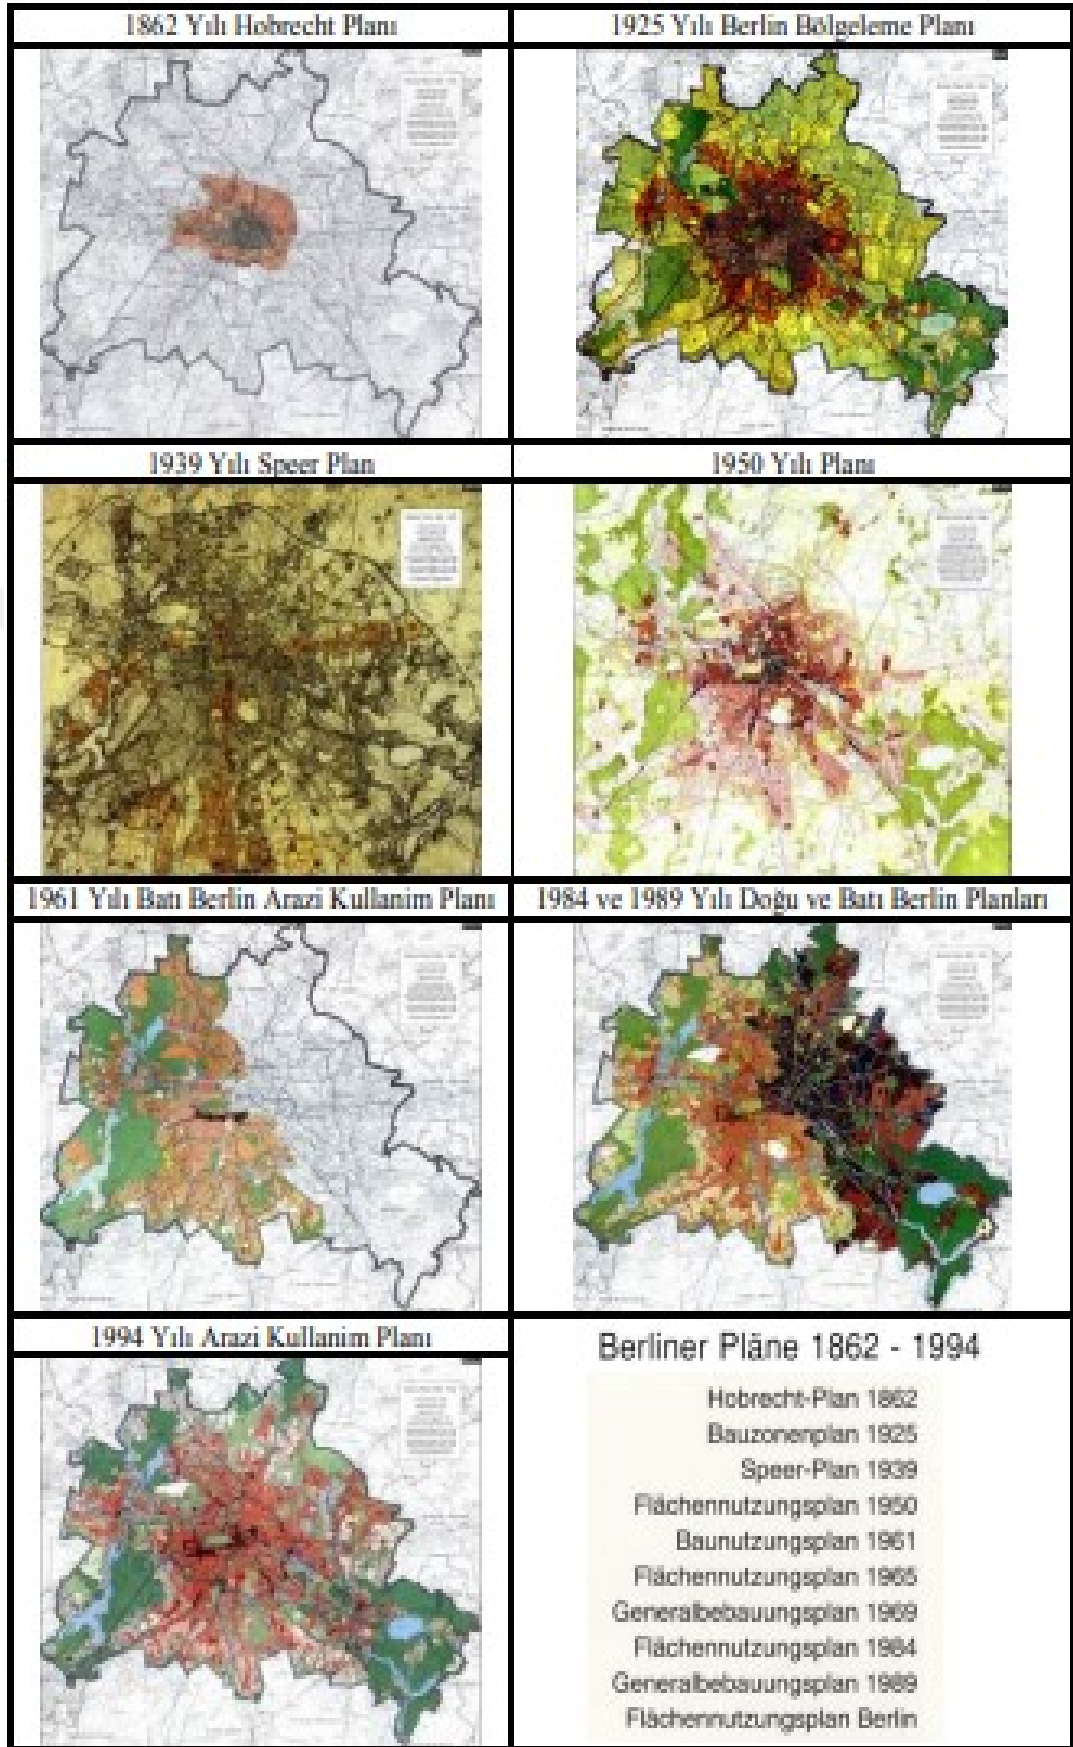 1862 Yılı Hobrecht Planı
1925 Yılı Berlin Bölgeleme Planı
1939 Yılı Speer Plan
1950 Yılı Planı
1961 Yılı Batı Berlin Arazi Kullanim Planı
1984 ve 1989 Yılı Doğu ve Batı Berlin Planları
1994 Yılı Arazi Kullanim Planı
Berliner Pläne 1862 - 1994
Hobrecht-Plan 1862
Bauzonenplan 1925
Speer-Plan 1939
Flächennutzungsplan 1950
Baunutzungsplan 1961
Flächennutzungsplan 1965
Generalbebauungsplan 1969
Flächennutzungsplan 1984
Generalbebauungsplan 1989
Flächennutzungsplan Berlin